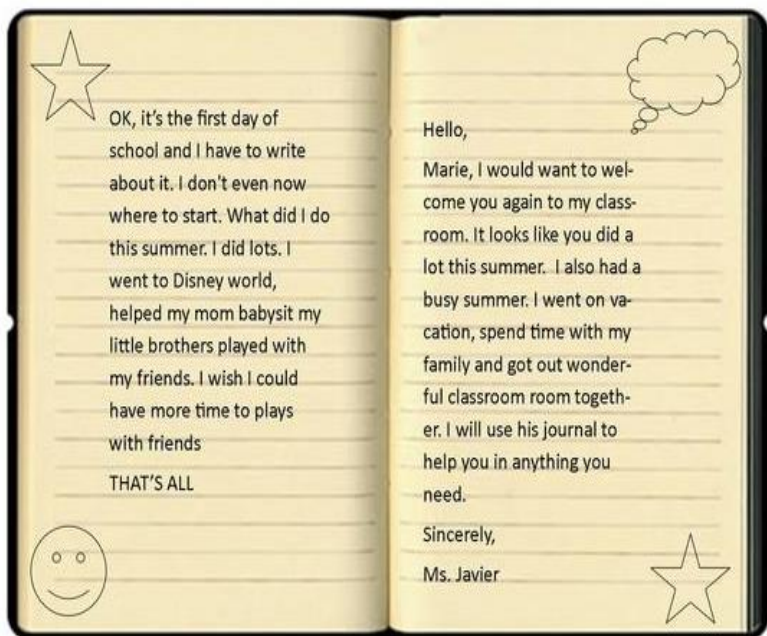 OK, it's the first day of
school and I have to write
about it. I don't even now
where to start. What did I do
this summer. I did lots. I
went to Disney world,
helped my mom babysit my
little brothers played with
my friends. I wish I could
have more time to plays
with friends
THAT'S ALL
Hello,
Marie, I would want to wel-
come you again to my class-
room. It looks like you did a
lot this summer.  I also had a
busy summer. I went on va-
cation, spend time with my
family and got out wonder-
ful classroom room togeth-
er. I will use his journal to
help you in anything you
need.
Sincerely,
Ms. Javier